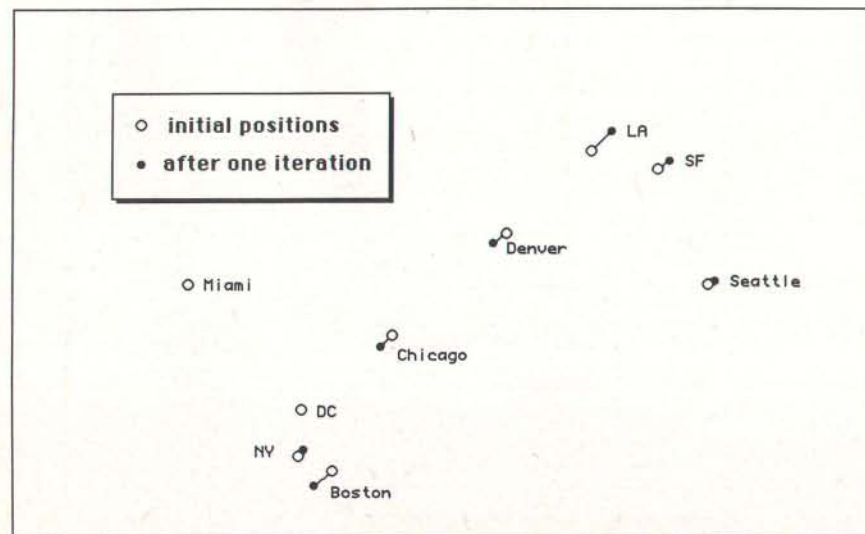 initial positions
after one iteration
LA
SF
Denver
Miami
Seattle
Chicago
DC
NY
Boston